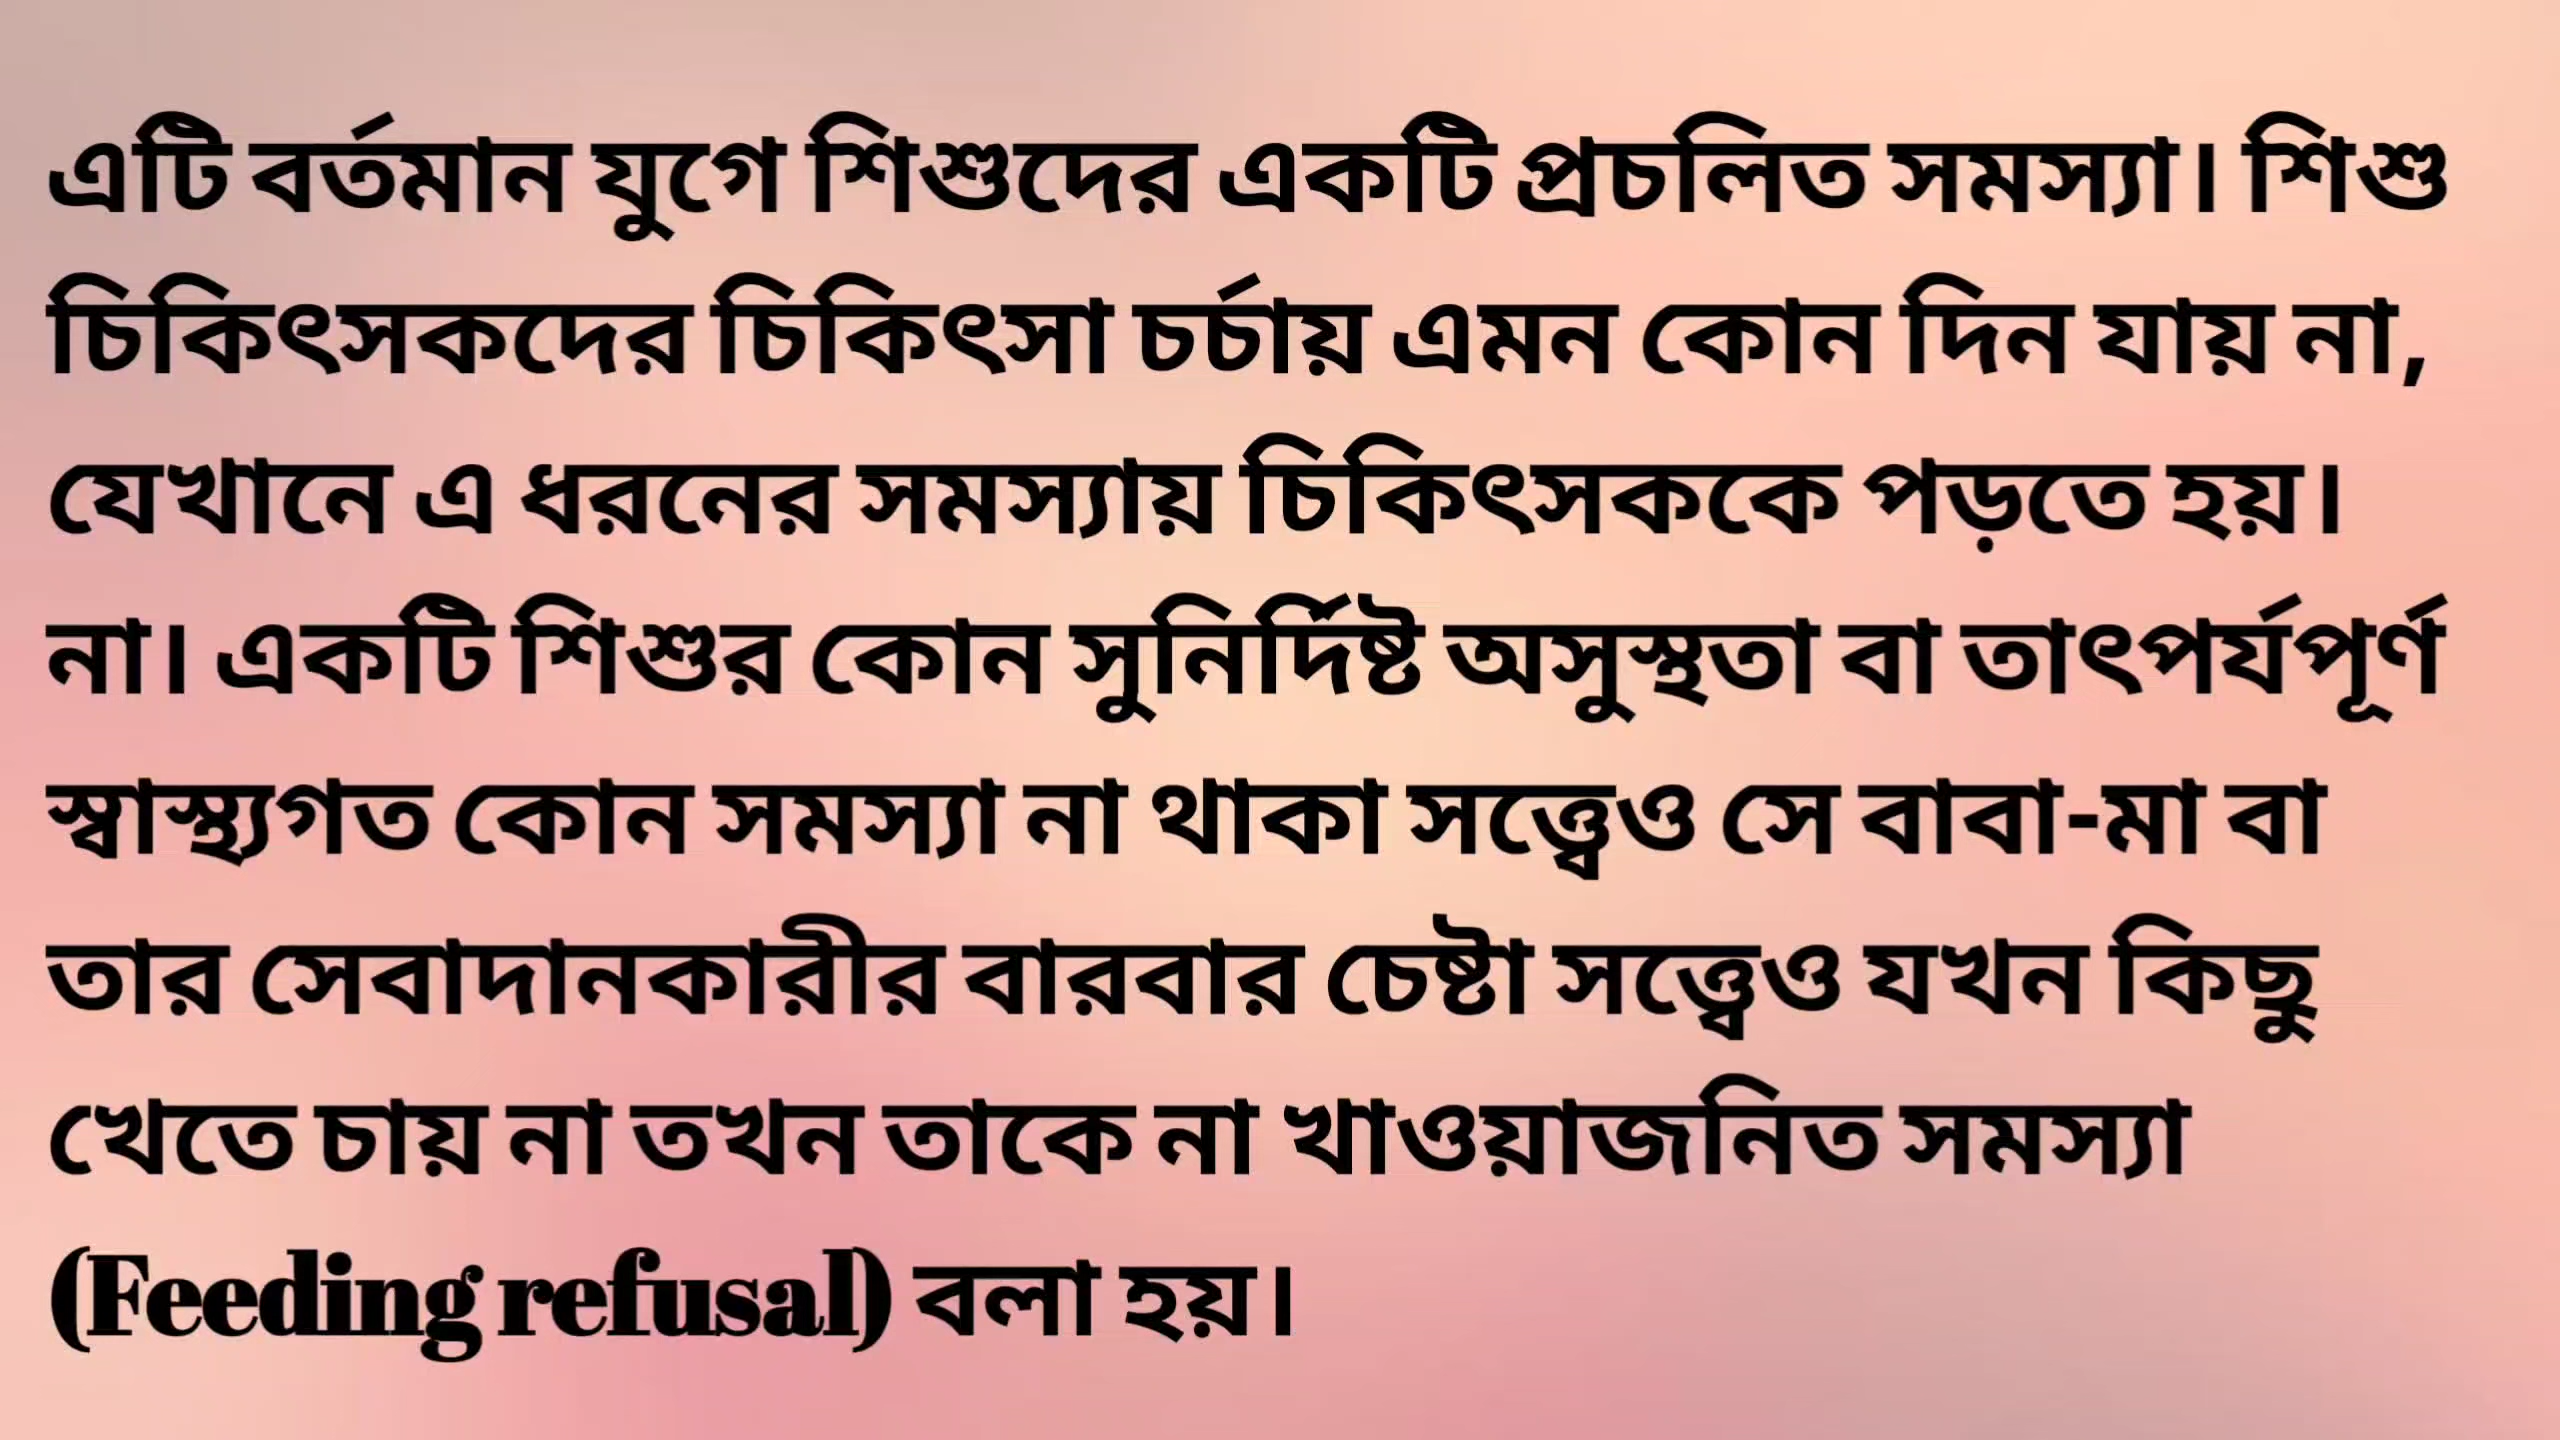 এটি বর্তমান যুগে শিশুদের একটি প্রচলিত সমস্যা। শিশু
চিকিৎসকদের চিকিৎসা চর্চায় এমন কোন দিন যায় না,
যেখানে এ ধরনের সমস্যায় চিকিৎসককে পড়তে হয়।
না। একটি শিশুর কোন সুনির্দিষ্ট অসুস্থতা বা তাৎপর্যপূর্ণ
স্বাস্থ্যগত কোন সমস্যা না থাকা সত্ত্বেও সে বাবা-মা বা
তার সেবাদানকারীর বারবার চেষ্টা সত্ত্বেও যখন কিছু
খেতে চায় না তখন তাকে না খাওয়াজনিত সমস্যা
(Feeding refusal) বলা হয়।